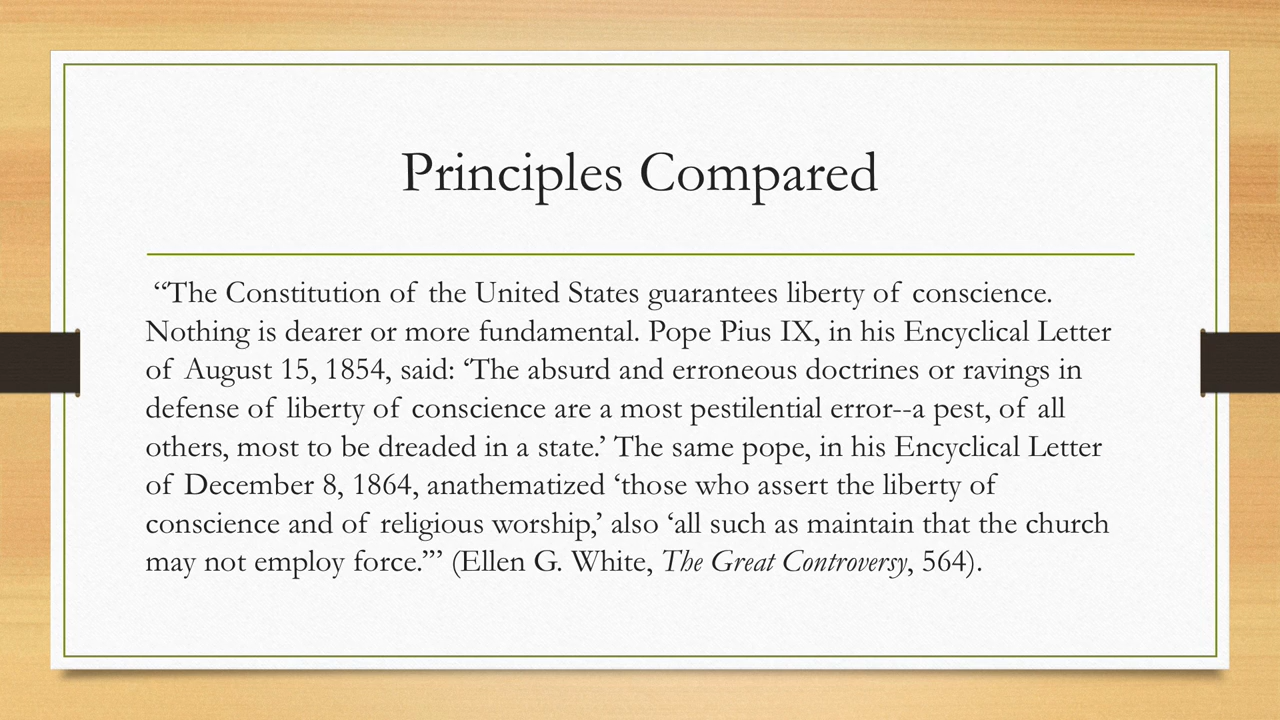 Principles Compared
“The Constitution of the United States guarantees liberty of conscience.
Nothing is dearer or more fundamental. Pope Pius IX, in his Encyclical Letter
of August 15, 1854, said: ‘The absurd and erroneous doctrines or ravings in
defense of liberty of conscience are a most pestilential error--a pest, of all
others, most to be dreaded in a state.’ The same pope, in his Encyclical Letter
of December 8, 1864, anathematized ‘those who assert the liberty of
conscience and of religious worship,’ also ‘all such as maintain that the church
may not employ force.’” (Ellen G. White, The Great Controversy, 564).